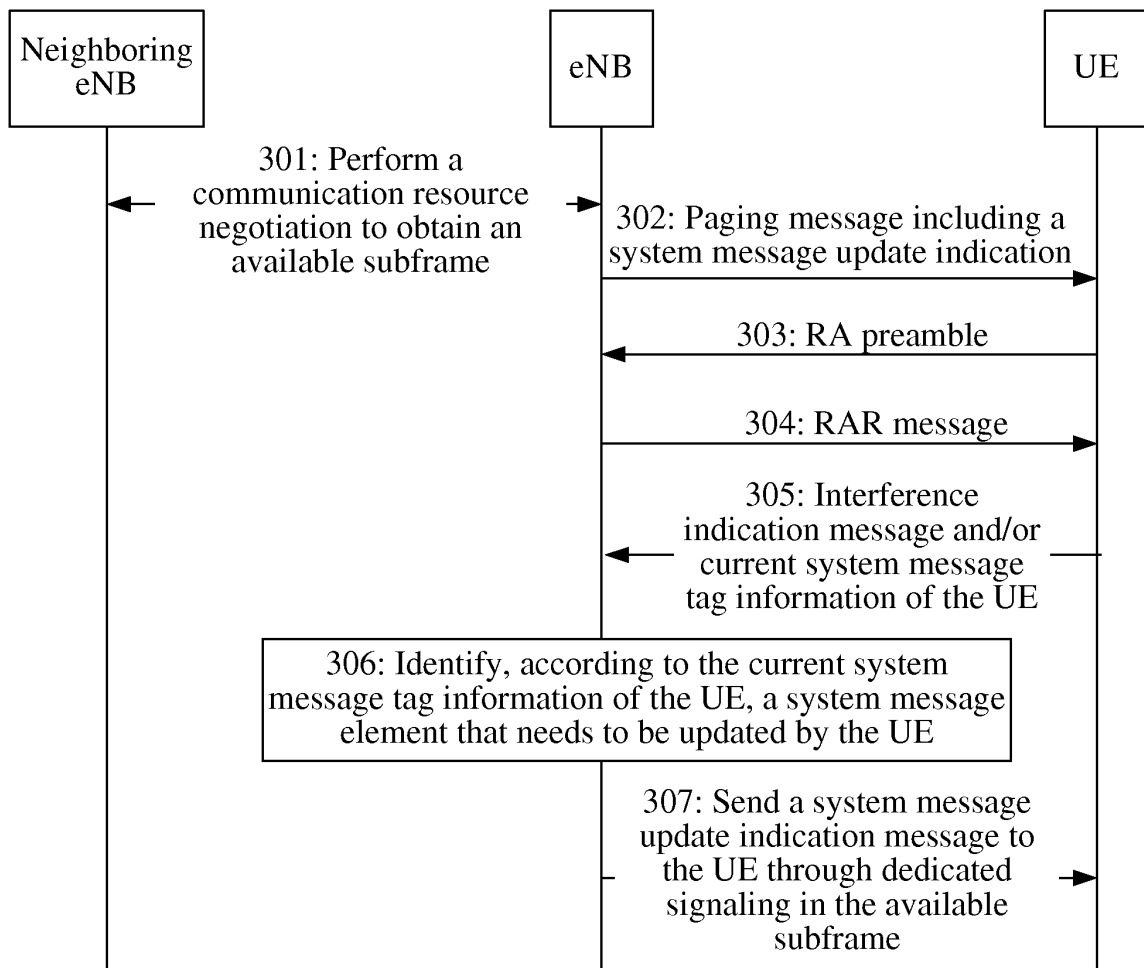 Neighboring
eNB
eNB
UE
301: Perform a
communication resource
negotiation to obtain an
available subframe
302: Paging message including a
system message update indication
303: RA preamble
304: RAR message
305: Interference
indication message and/or
current system message
tag information of the UE
306: Identify, according to the current system
message tag information of the UE, a system message
element that needs to be updated by the UE
307: Send a system message
update indication message to
the UE through dedicated
signaling in the available
subframe